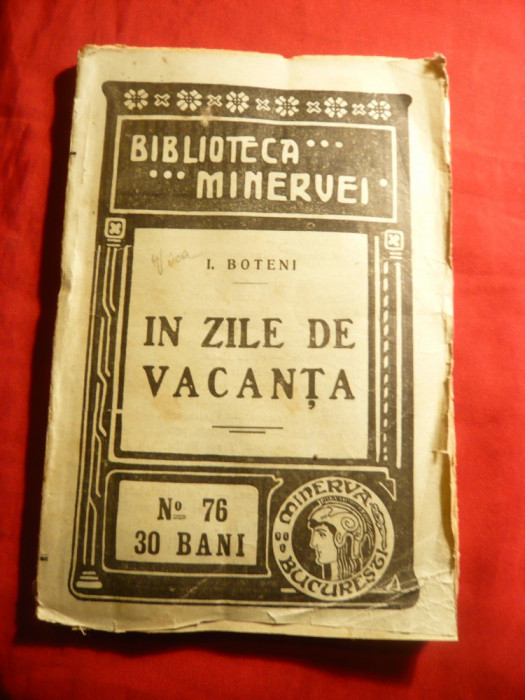 BIBLIOTECA
MINERVEI
I. BOTENI
IN ZILE DE
VACANȚA
No 76
30 BANI
MINERVA
BUCUREȘTI